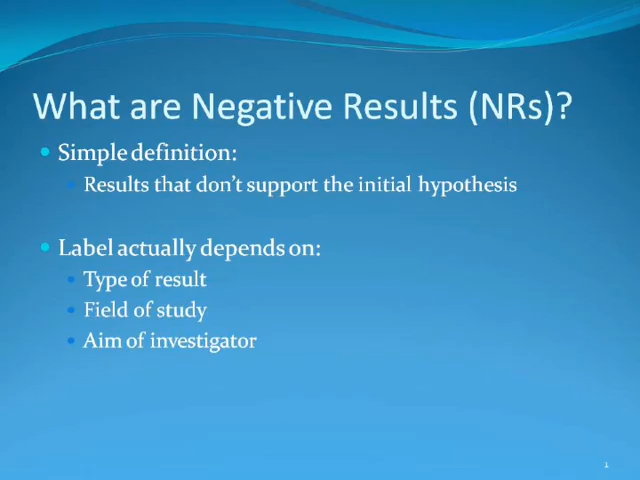 What are Negative Results (NRs)?
Simple definition:
Results that don't support the initial hypothesis
Label actually depends on:
Type of result
Field of study
Aim of investigator
1